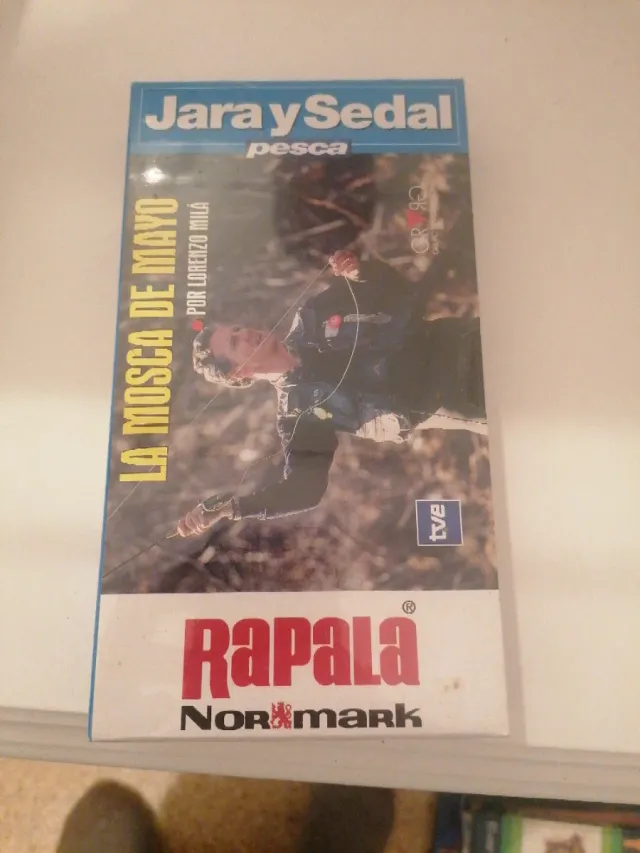 Jara y Sedal
pesca
LA MOSCA DE MAYO
POR LORENZO MILÁ
tve
RAPALA®
NORMARK